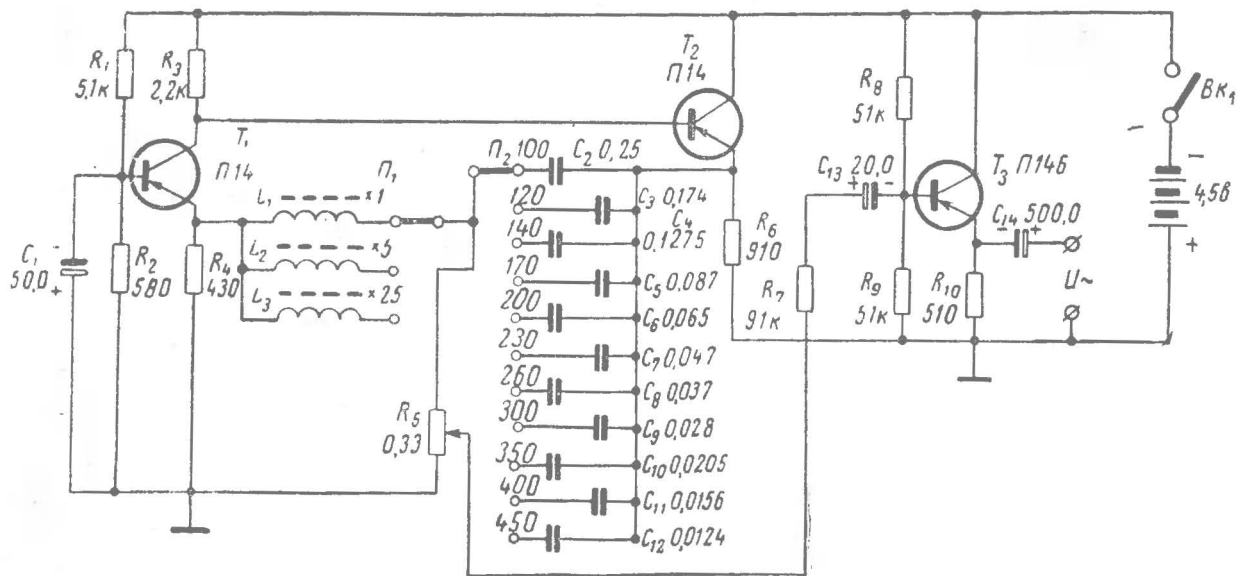 R₁
5,1к
R₃
2,2к
T₁
П14
T₂
П14
R₈
51к
Вк₁
C₁
50,0
-
+
R₂
580
R₄
430
L₁
×1
П₁
L₂
×5
L₃
×25
П₂ 100
C₂ 0,25
120
C₃ 0,174
140
C₄
0,1275
170
C₅ 0,087
200
C₆ 0,065
230
C₇ 0,047
260
C₈ 0,037
300
C₉ 0,028
350
C₁₀ 0,0205
400
C₁₁ 0,0156
450
C₁₂ 0,0124
R₅
0,33
R₆
910
R₇
91к
C₁₃ 20,0
+ -
R₉
51к
T₃ П14Б
C₁₄ 500,0
- +
R₁₀
510
U~
-
-
4,5в
+